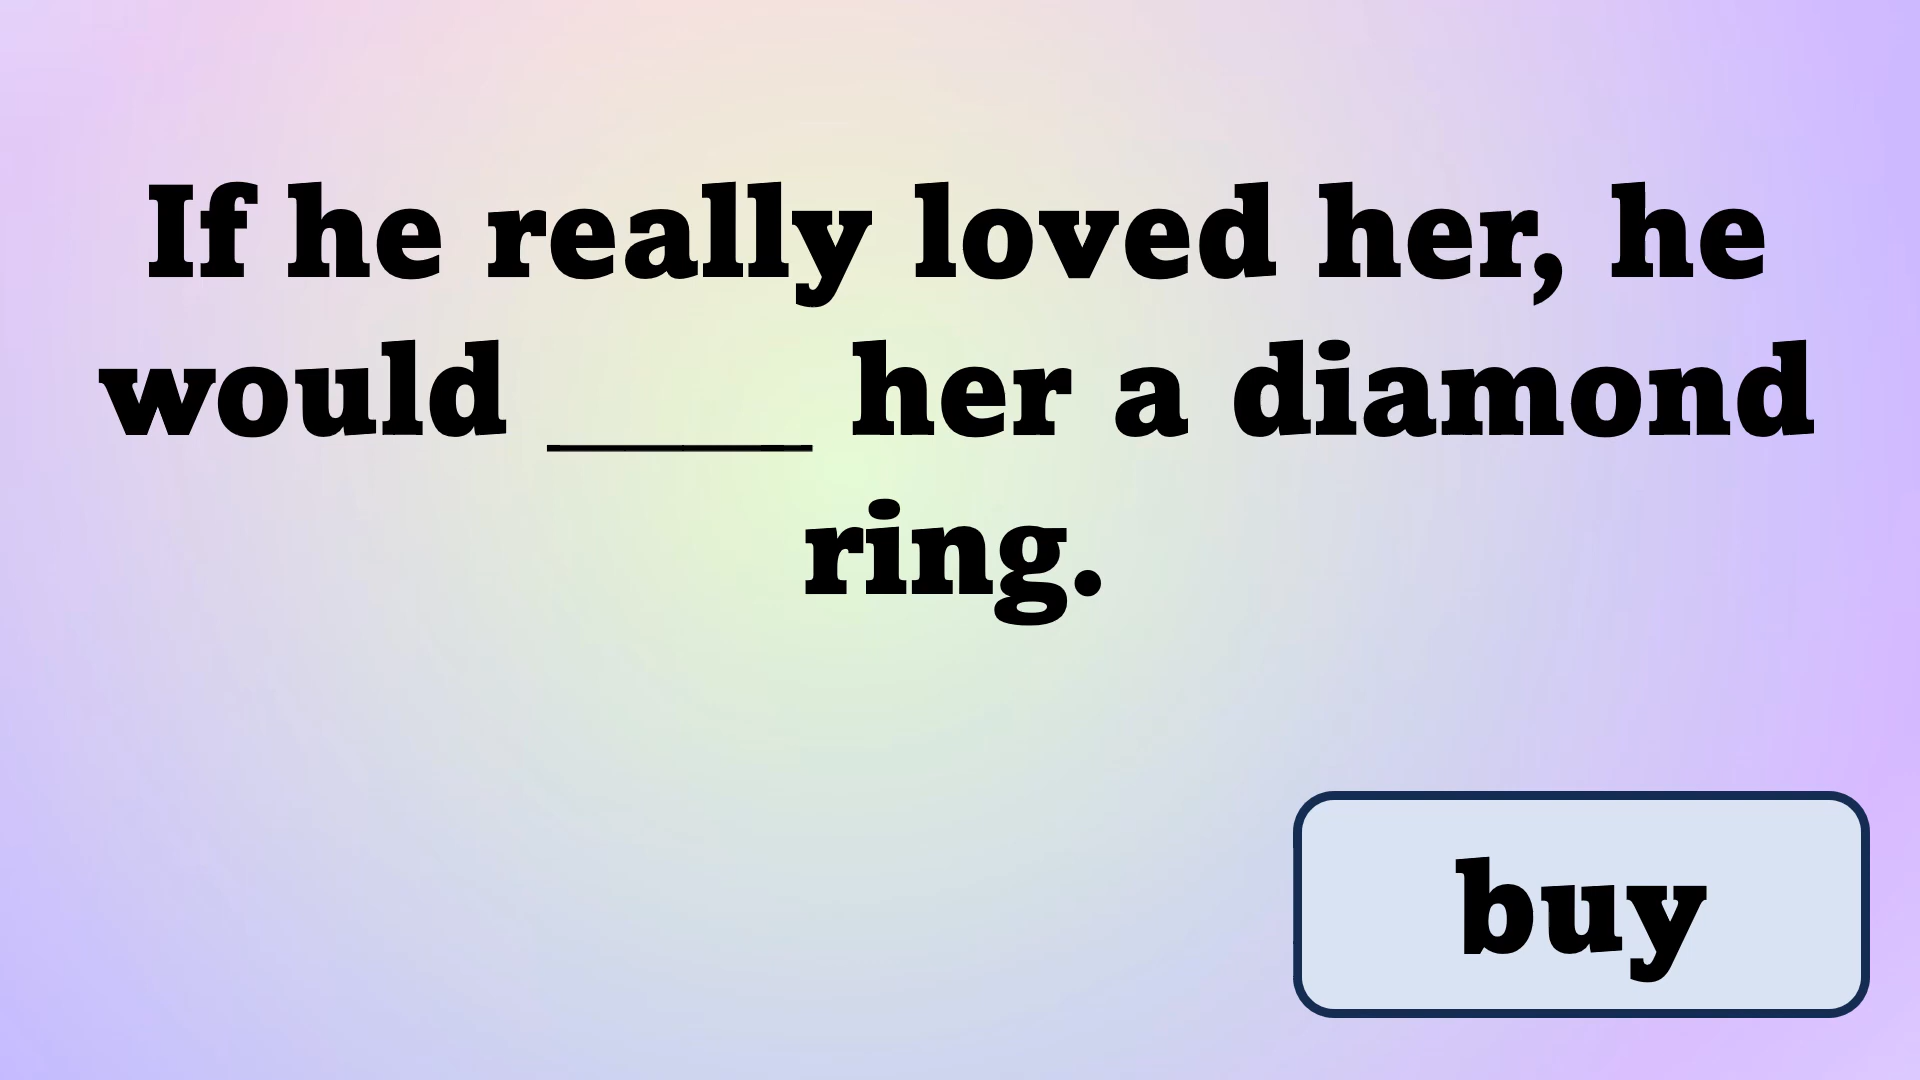 If he really loved her, he
would _____ her a diamond
ring.
buy